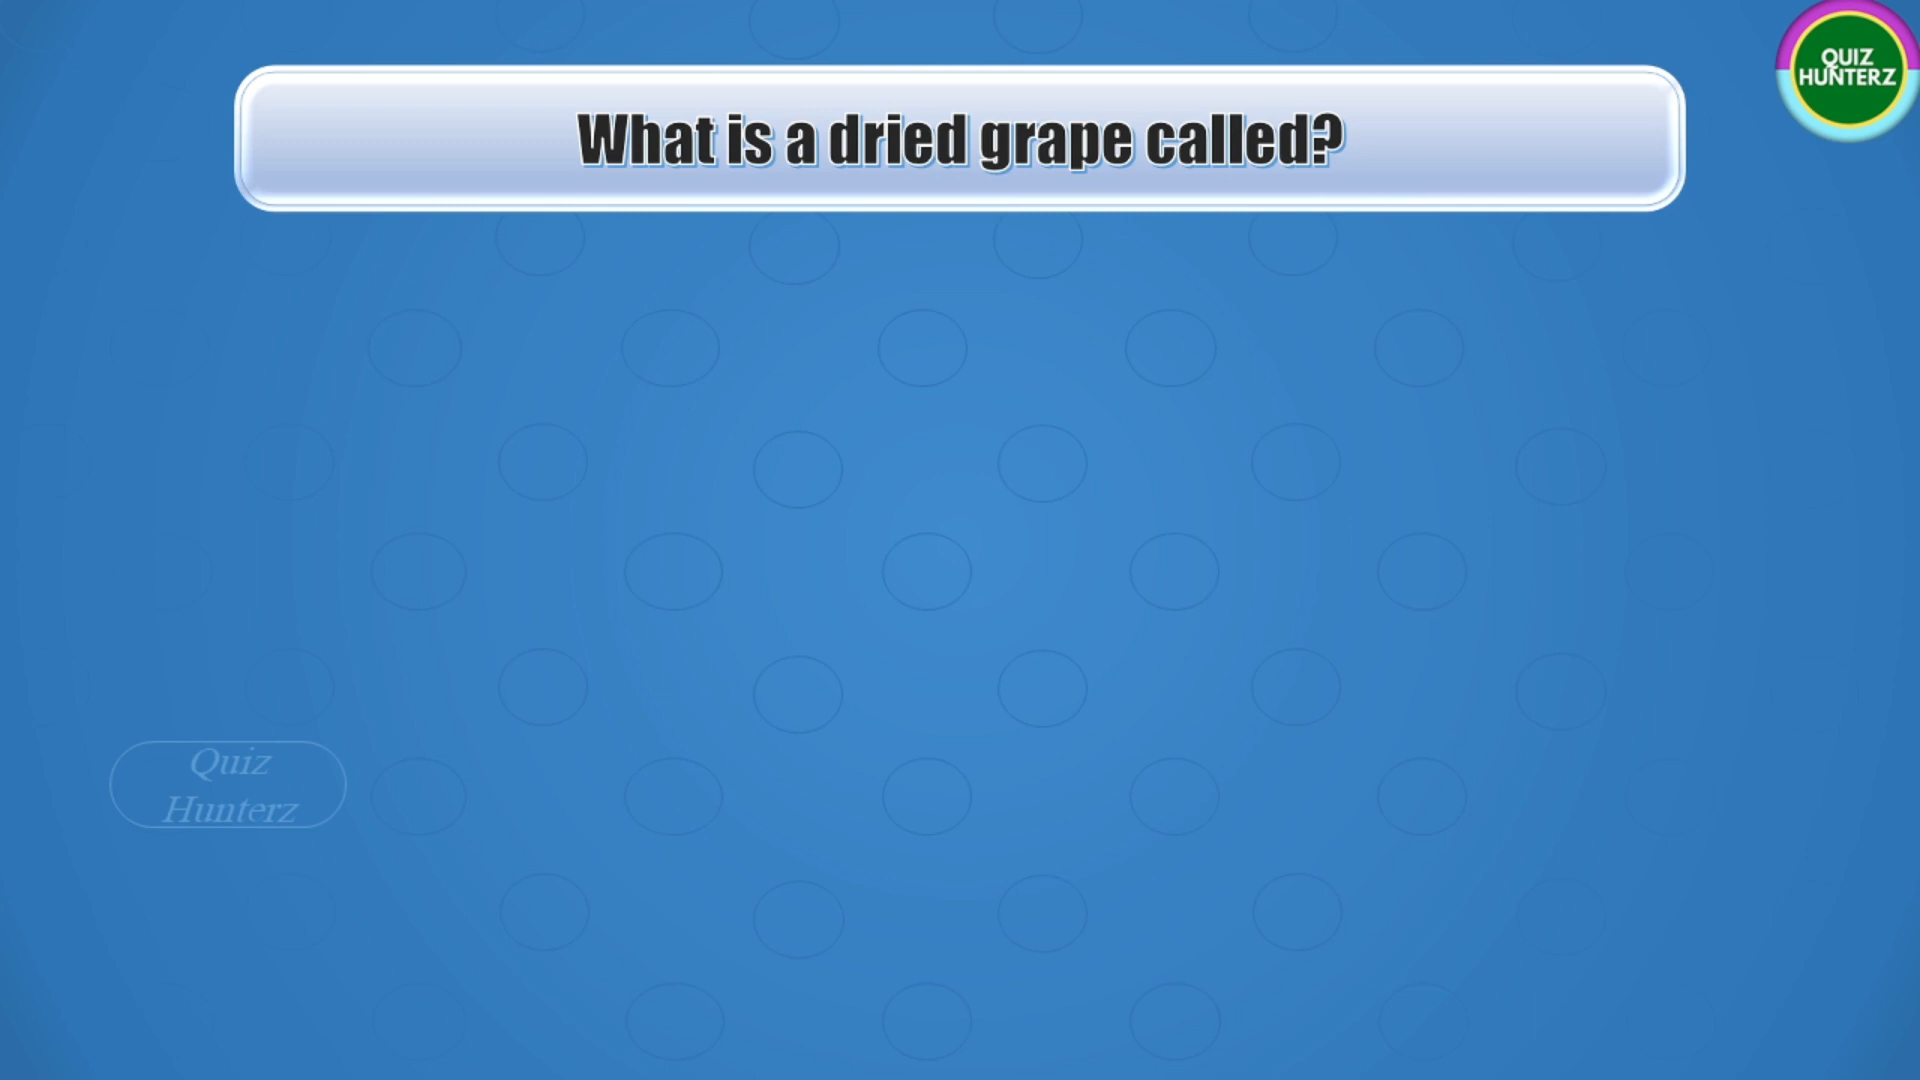 QUIZ
HUNTERZ
What is a dried grape called?
Quiz
Hunterz